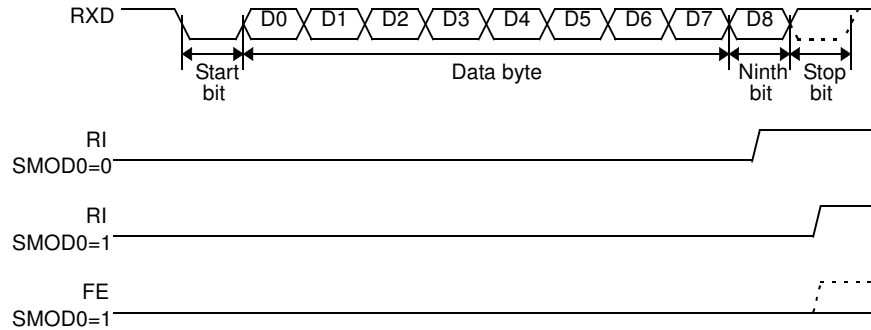 RXD D0 D1 D2 D3 D4 D5 D6 D7 D8
Start bit
Data byte
Ninth bit
Stop bit
RI
SMOD0=0
RI
SMOD0=1
FE
SMOD0=1